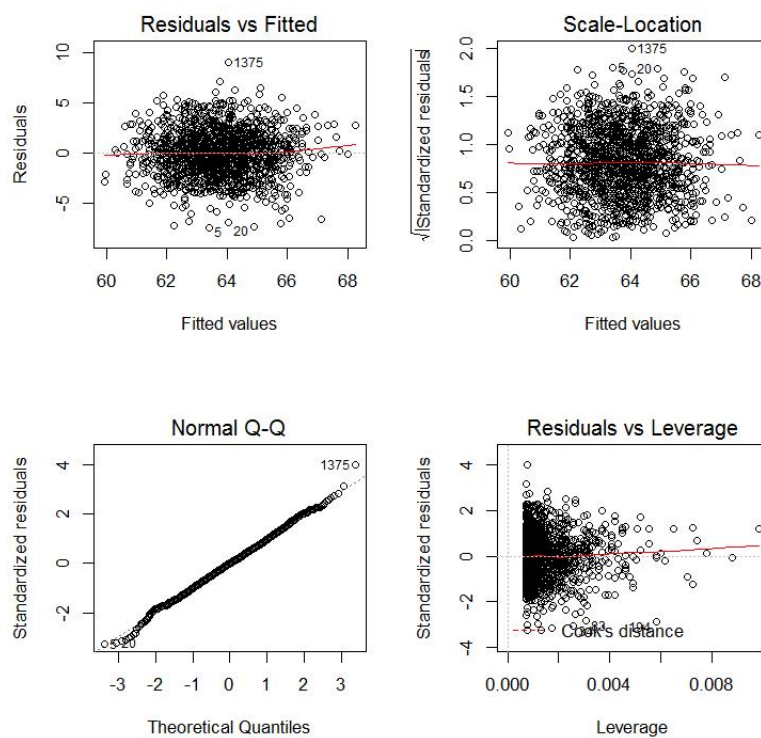 Residuals vs Fitted
Residuals
10
5
0
-5
1375
5 20
60 62 64 66 68
Fitted values
Scale-Location
√|Standardized residuals|
2.0
1.5
1.0
0.5
0.0
1375
5 20
60 62 64 66 68
Fitted values
Normal Q-Q
Standardized residuals
4
2
0
-2
1375
5 20
-3 -2 -1 0 1 2 3
Theoretical Quantiles
Residuals vs Leverage
Standardized residuals
4
2
0
-2
-4
Cook's distance
0.000 0.004 0.008
Leverage